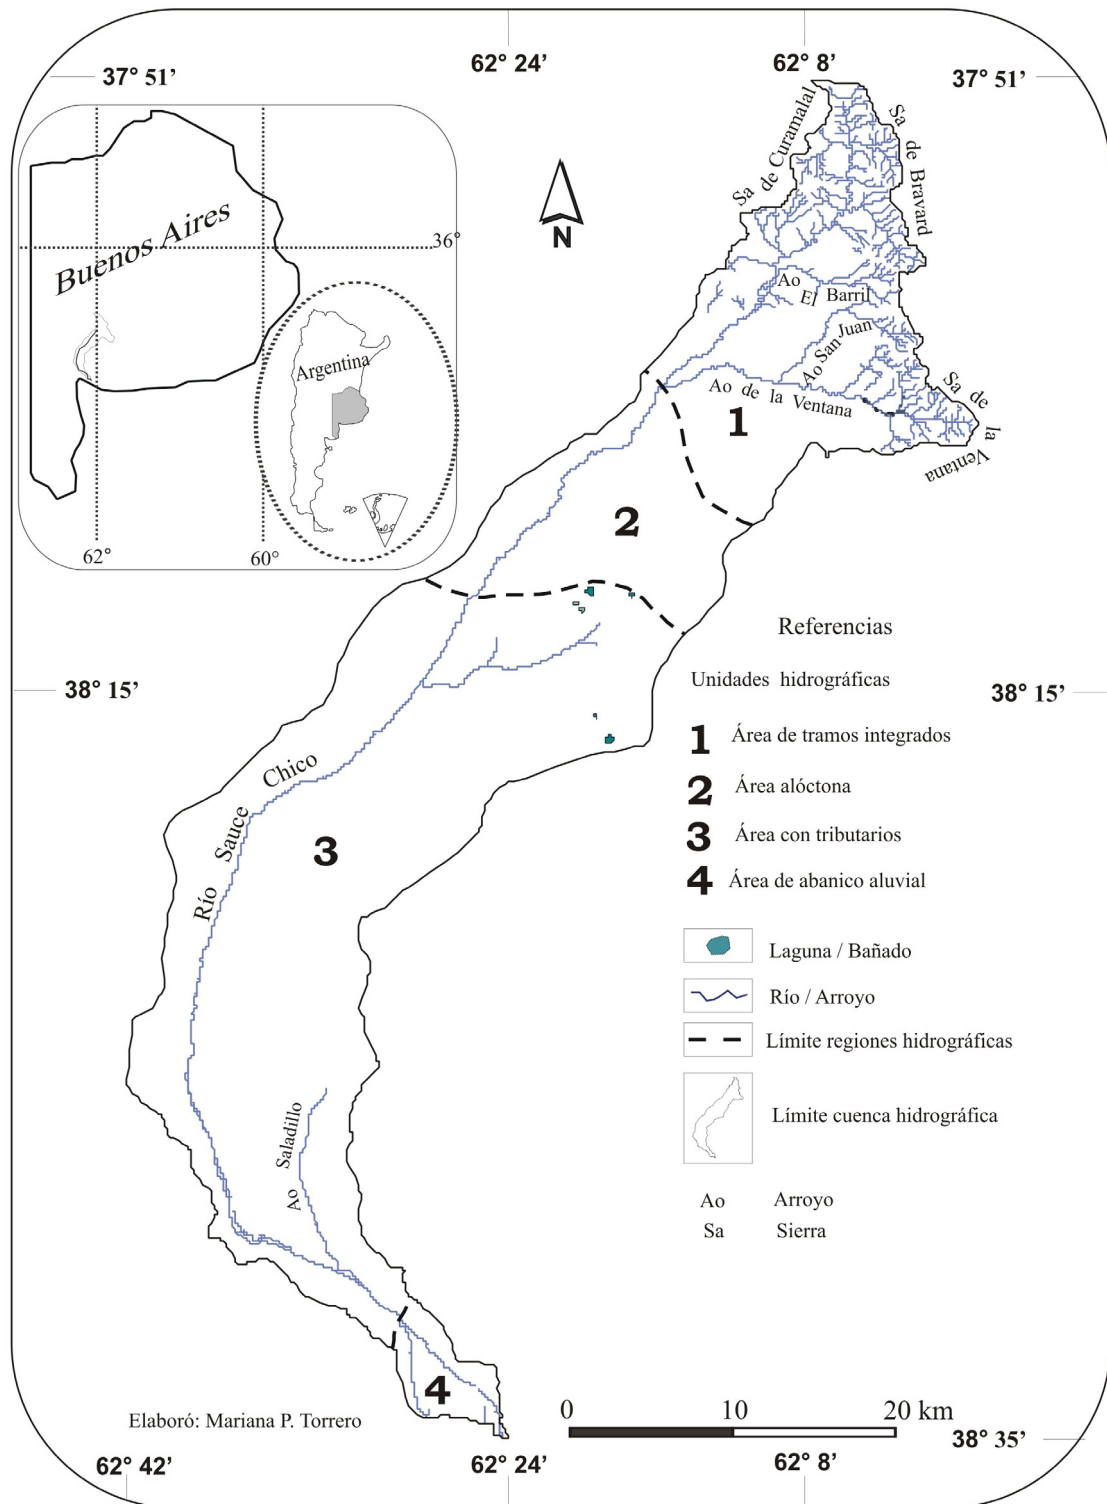 62° 24’
62° 8’
37° 51’
37° 51’
Sa de Curamalal
Sa de Bravard
Buenos Aires
36°
N
Ao El Barril
Ao San Juan
Argentina
Ao de la Ventana
Sa de la Ventana
1
2
62°
60°
Referencias
38° 15’
Unidades hidrográficas
38° 15’
1 Área de tramos integrados
2 Área alóctona
3 Área con tributarios
4 Área de abanico aluvial
Río Sauce Chico
3
Laguna / Bañado
Río / Arroyo
Límite regiones hidrográficas
Límite cuenca hidrográfica
Ao Saladillo
Ao Arroyo
Sa Sierra
4
Elaboró: Mariana P. Torrero
0 10 20 km
38° 35’
62° 42’
62° 24’
62° 8’